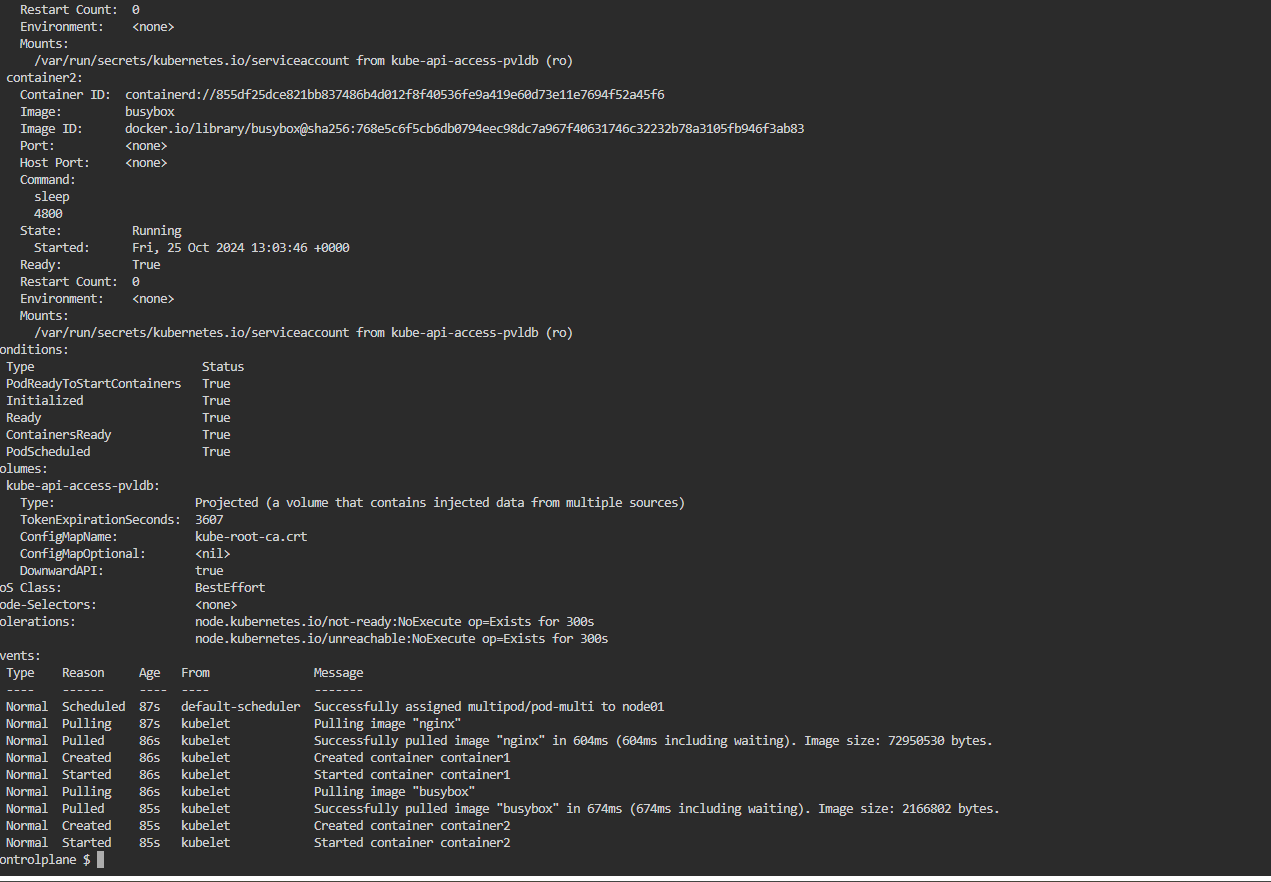 Restart Count:  0
Environment:    <none>
Mounts:
/var/run/secrets/kubernetes.io/serviceaccount from kube-api-access-pvldb (ro)
container2:
Container ID:  containerd://855df25dce821bb837486b4d012f8f40536fe9a419e60d73e11e7694f52a45f6
Image:         busybox
Image ID:      docker.io/library/busybox@sha256:768e5c6f5cb6db0794eec98dc7a967f40631746c32232b78a3105fb946f3ab83
Port:          <none>
Host Port:     <none>
Command:
sleep
4800
State:          Running
Started:      Fri, 25 Oct 2024 13:03:46 +0000
Ready:          True
Restart Count:  0
Environment:    <none>
Mounts:
/var/run/secrets/kubernetes.io/serviceaccount from kube-api-access-pvldb (ro)
onditions:
Type                        Status
PodReadyToStartContainers   True
Initialized                 True
Ready                       True
ContainersReady             True
PodScheduled                True
olumes:
kube-api-access-pvldb:
Type:                    Projected (a volume that contains injected data from multiple sources)
TokenExpirationSeconds:  3607
ConfigMapName:           kube-root-ca.crt
ConfigMapOptional:       <nil>
DownwardAPI:             true
oS Class:                   BestEffort
ode-Selectors:              <none>
olerations:                 node.kubernetes.io/not-ready:NoExecute op=Exists for 300s
node.kubernetes.io/unreachable:NoExecute op=Exists for 300s
vents:
Type    Reason     Age   From               Message
----    ------     ----  ----               -------
Normal  Scheduled  87s   default-scheduler  Successfully assigned multipod/pod-multi to node01
Normal  Pulling    87s   kubelet            Pulling image "nginx"
Normal  Pulled     86s   kubelet            Successfully pulled image "nginx" in 604ms (604ms including waiting). Image size: 72950530 bytes.
Normal  Created    86s   kubelet            Created container container1
Normal  Started    86s   kubelet            Started container container1
Normal  Pulling    86s   kubelet            Pulling image "busybox"
Normal  Pulled     85s   kubelet            Successfully pulled image "busybox" in 674ms (674ms including waiting). Image size: 2166802 bytes.
Normal  Created    85s   kubelet            Created container container2
Normal  Started    85s   kubelet            Started container container2
ontrolplane $